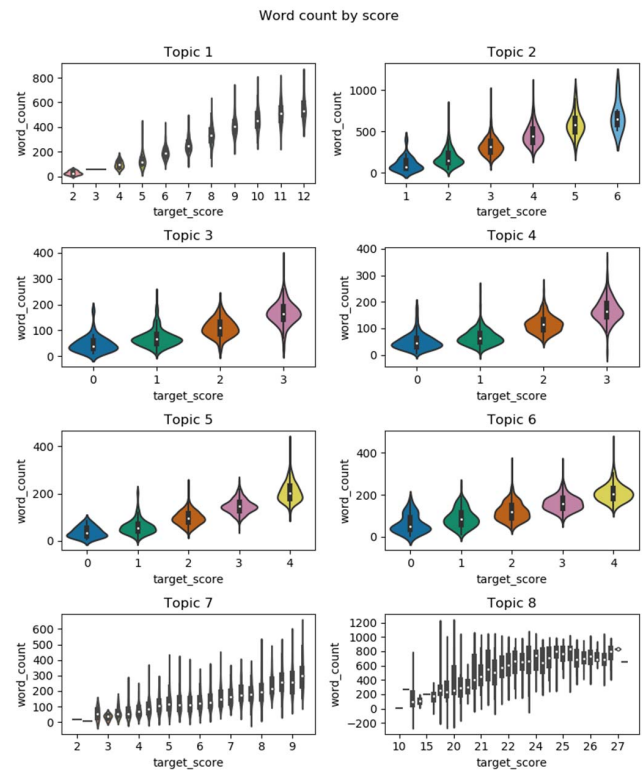 Word count by score
Topic 1
word_count
800
600
400
200
0
2 3 4 5 6 7 8 9 10 11 12
target_score
Topic 2
word_count
1000
500
0
1 2 3 4 5 6
target_score
Topic 3
word_count
400
300
200
100
0
0 1 2 3
target_score
Topic 4
word_count
400
300
200
100
0
0 1 2 3
target_score
Topic 5
word_count
400
200
0
0 1 2 3 4
target_score
Topic 6
word_count
400
200
0
0 1 2 3 4
target_score
Topic 7
word_count
600
500
400
300
200
100
0
2 3 4 5 6 7 8 9
target_score
Topic 8
word_count
1200
1000
800
600
400
200
0
−200
10 15 20 21 22 24 25 26 27
target_score